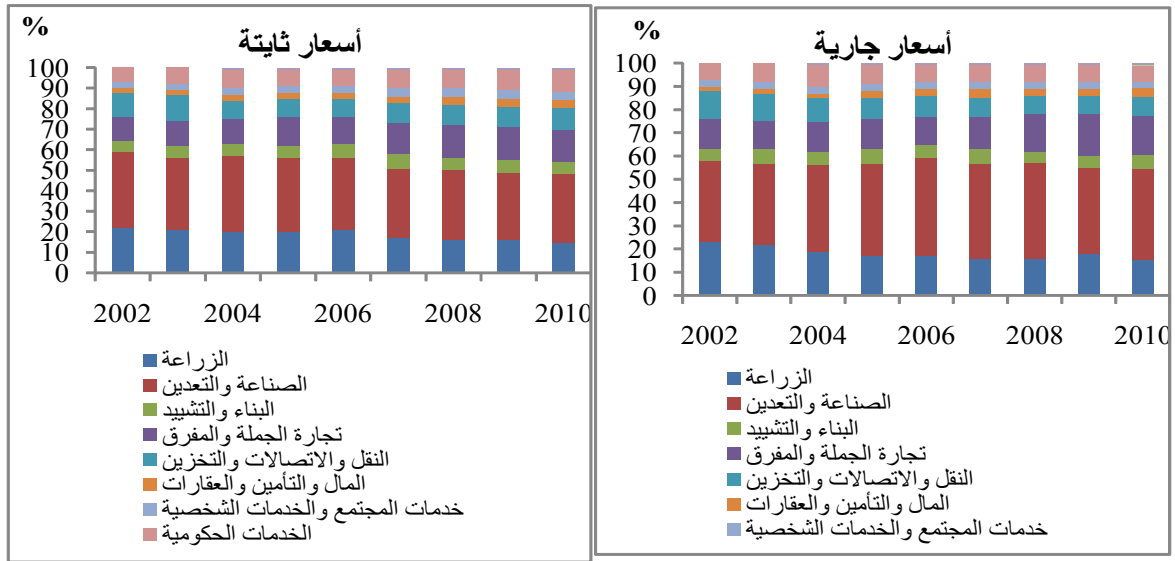 %
أسعار ثايتة
100
90
80
70
60
50
40
30
20
10
0
2002 2004 2006 2008 2010
الزراعة
الصناعة والتعدين
البناء والتشييد
تجارة الجملة والمفرق
النقل والاتصالات والتخزين
المال والتأمين والعقارات
خدمات المجتمع والخدمات الشخصية
الخدمات الحكومية
%
أسعار جارية
100
90
80
70
60
50
40
30
20
10
0
2002 2004 2006 2008 2010
الزراعة
الصناعة والتعدين
البناء والتشييد
تجارة الجملة والمفرق
النقل والاتصالات والتخزين
المال والتأمين والعقارات
خدمات المجتمع والخدمات الشخصية